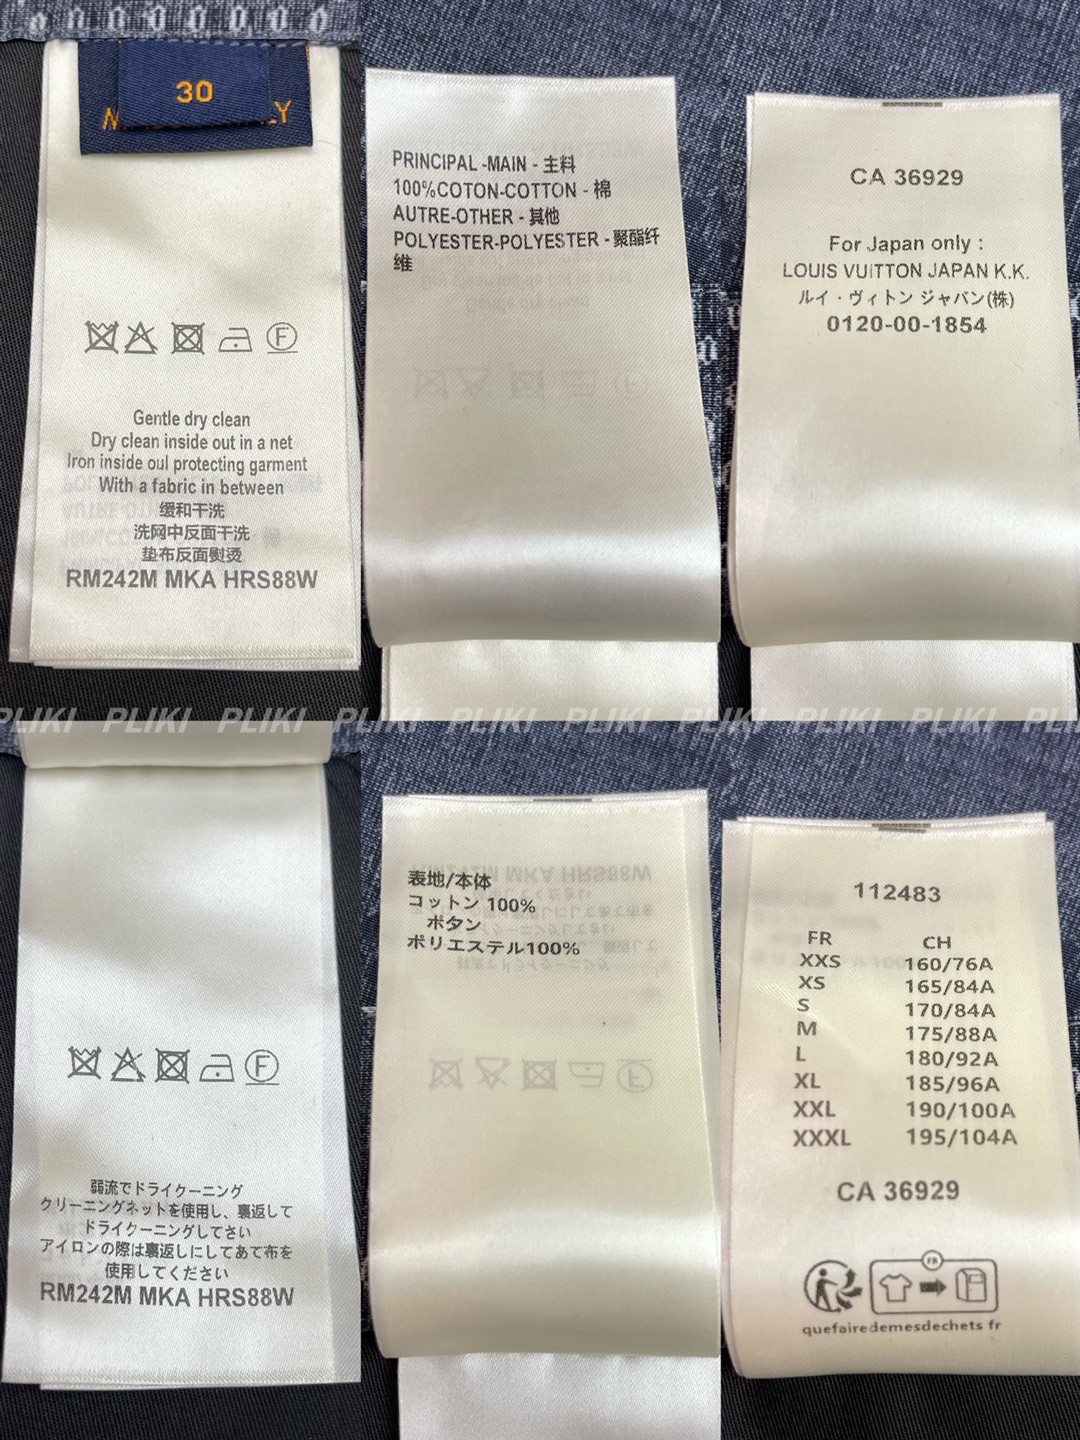 30
Gentle dry clean
Dry clean inside out in a net
Iron inside oul protecting garment
With a fabric in between
缓和干洗
洗网中反面干洗
垫布反面熨烫
RM242M MKA HRS88W
PRINCIPAL -MAIN - 主料
100%COTON-COTTON - 棉
AUTRE-OTHER - 其他
POLYESTER-POLYESTER - 聚酯纤
维
CA 36929
For Japan only :
LOUIS VUITTON JAPAN K.K.
ルイ・ヴィトン ジャパン(株)
0120-00-1854
PLIKI PLIKI PLIKI PLIKI PLIKI PLIKI PLIKI PLIKI PLIKI
弱流でドライクーニング
クリーニングネットを使用し、裏返して
ドライクーニングしてさい
アイロンの際は裏返しにしてあて布を
使用してください
RM242M MKA HRS88W
表地/本体
コットン 100%
ボタン
ポリエステル100%
112483
FR CH
XXS 160/76A
XS 165/84A
S 170/84A
M 175/88A
L 180/92A
XL 185/96A
XXL 190/100A
XXXL 195/104A
CA 36929
FR
quefairedemesdechets fr